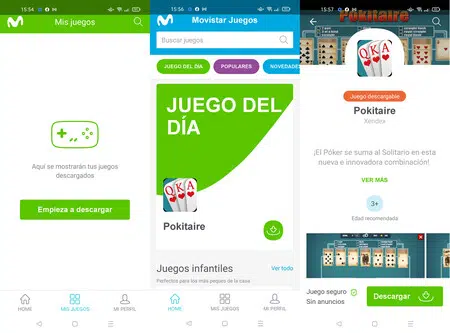 15:54
Mis juegos
Aquí se mostrarán tus juegos
descargados
Empieza a descargar
HOME
MIS JUEGOS
MI PERFIL
15:56
Movistar Juegos
Buscar juegos
JUEGO DEL DÍA
POPULARES
NOVEDADES
JUEGO DEL
DÍA
QKA
Pokitaire
Juegos infantiles
Ver todo
Perfectos para los más peques de la casa
HOME
MIS JUEGOS
MI PERFIL
15:57
Pokitaire
QKA
Juego descargable
Pokitaire
Xendex
¡El Póker se suma al Solitario en esta
nueva e innovadora combinación!
VER MÁS
3+
Edad recomendada
Juego seguro
Sin anuncios
Descargar